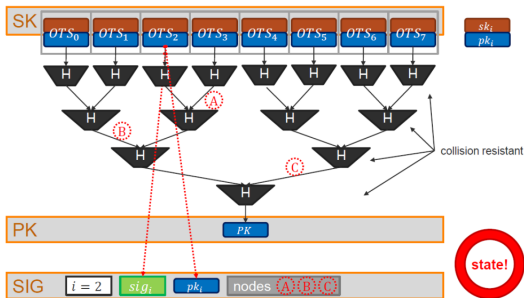 SK
OTS₀ OTS₁ OTS₂ OTS₃ OTS₄ OTS₅ OTS₆ OTS₇
skᵢ
pkᵢ
H H H H H H H H
A
H H H H
B
H H
C
collision resistant
H
PK
PK
state!
SIG
i = 2
sigᵢ
pkᵢ
nodes A B C